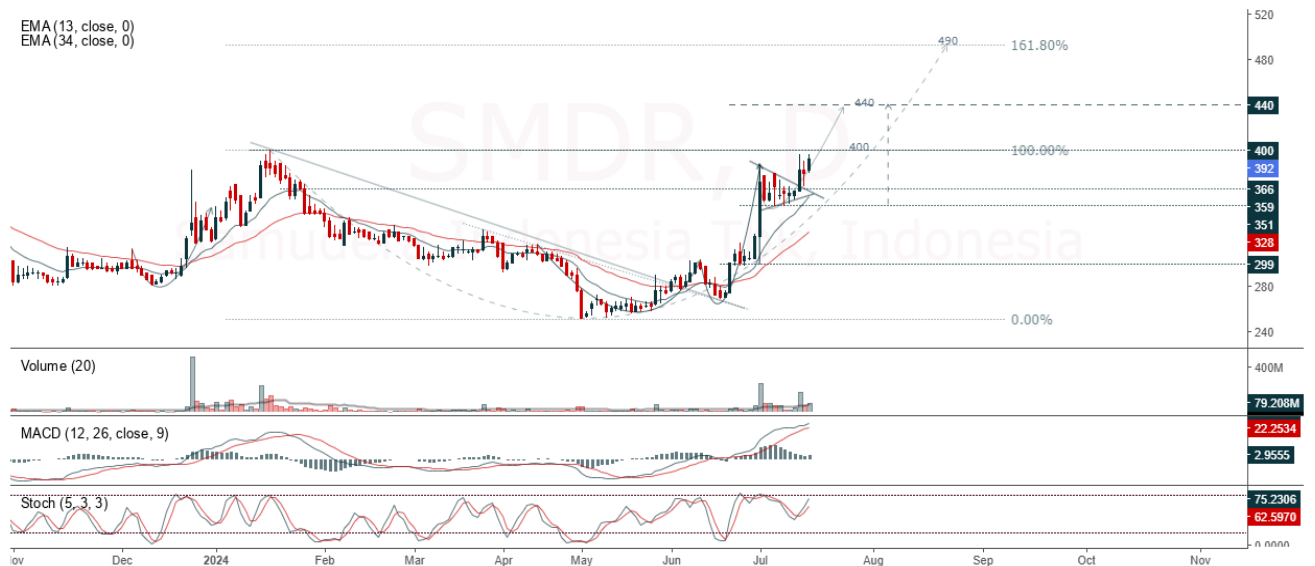 EMA (13, close, 0)
EMA (34, close, 0)
SMDR, D
Samudera Indonesia Tbk. Indonesia
520
490
161.80%
480
440
440
400
100.00%
400
392
366
359
351
328
299
280
0.00%
240
Volume (20)
400M
79.208M
MACD (12, 26, close, 9)
22.2534
2.9555
Stoch (5, 3, 3)
75.2306
62.5970
0.0000
Nov Dec 2024 Feb Mar Apr May Jun Jul Aug Sep Oct Nov